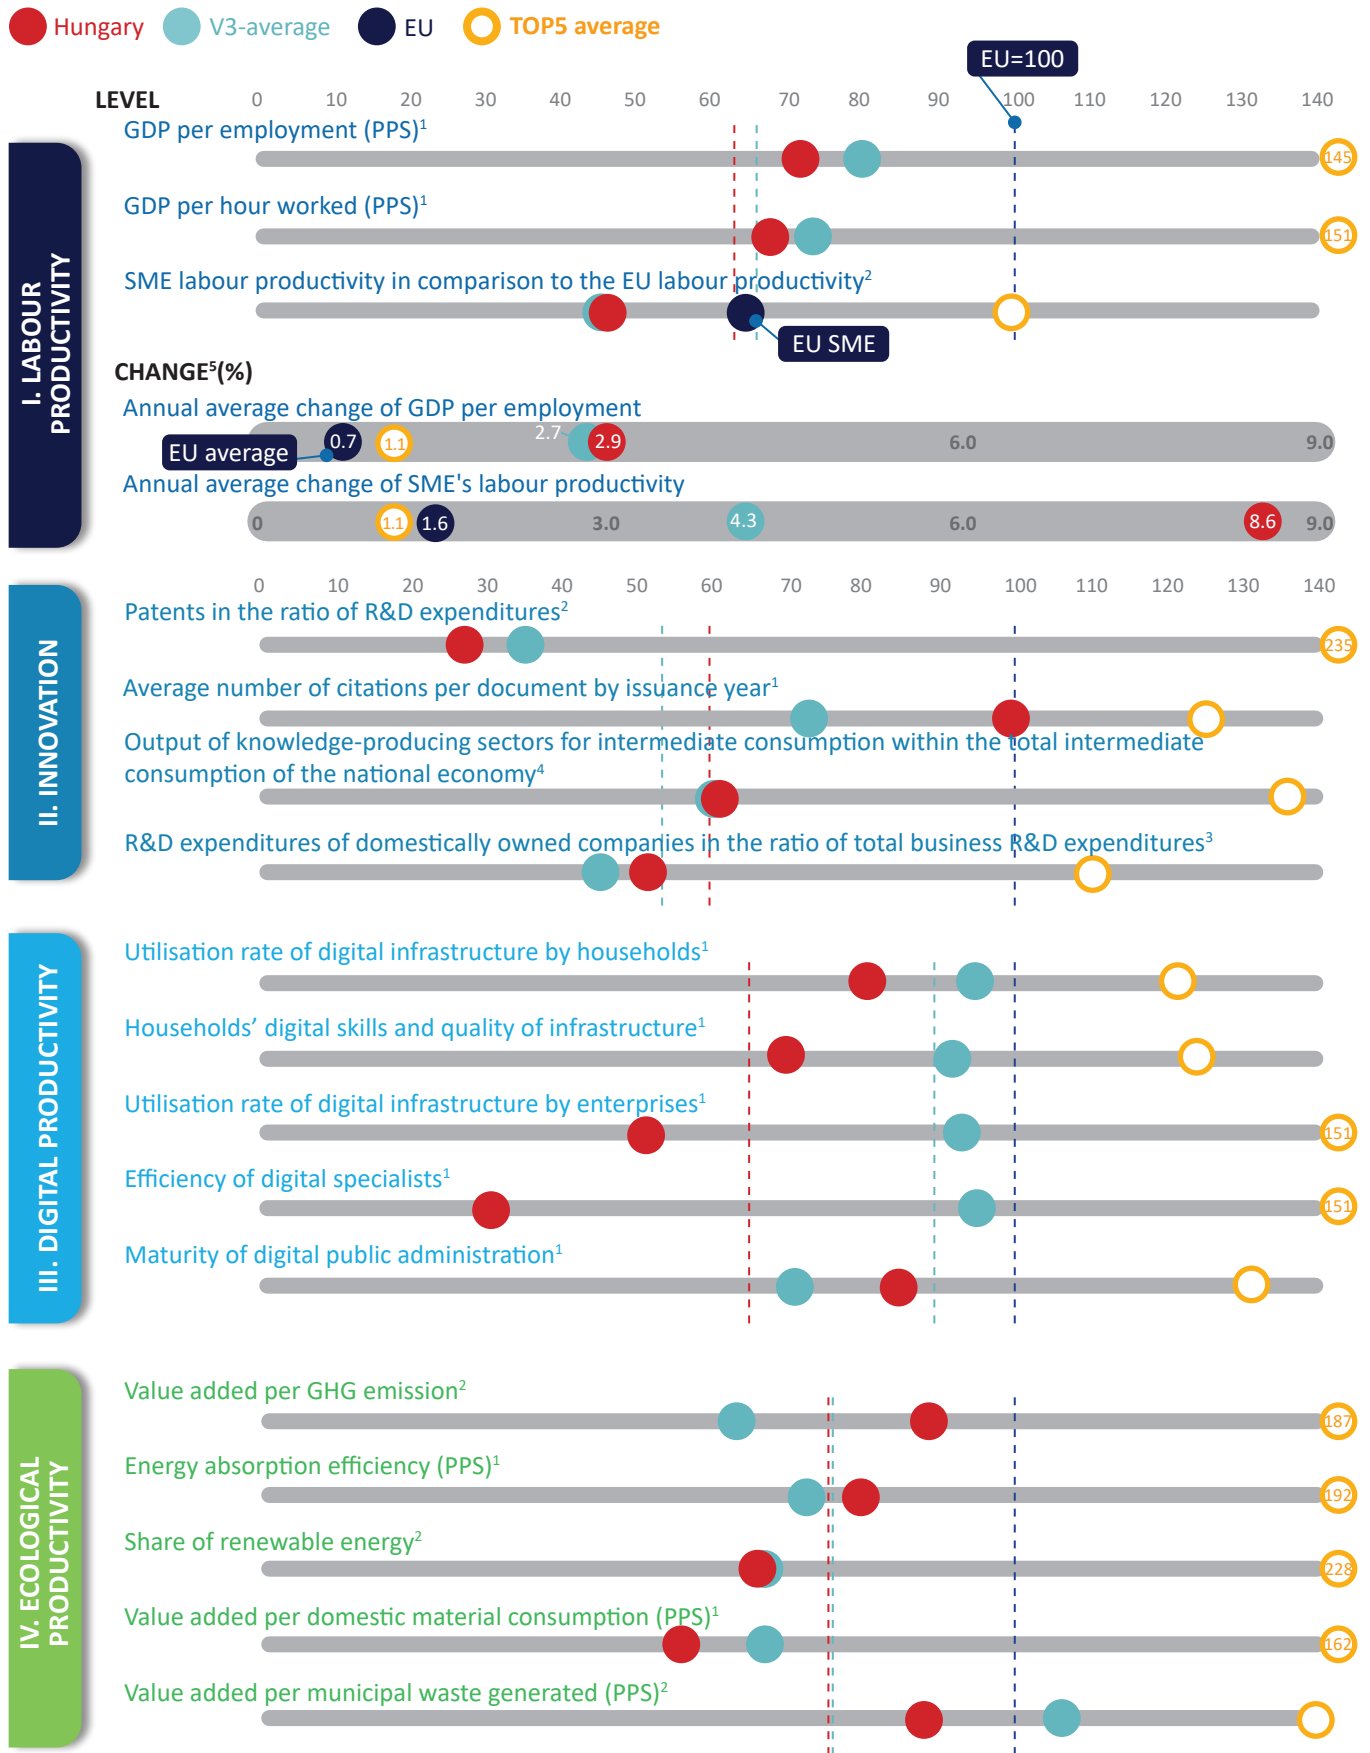 Hungary V3-average EU TOP5 average
EU=100
LEVEL 0 10 20 30 40 50 60 70 80 90 100 110 120 130 140
I. LABOUR
PRODUCTIVITY
GDP per employment (PPS)¹
145
GDP per hour worked (PPS)¹
151
SME labour productivity in comparison to the EU labour productivity²
EU SME
CHANGE⁵(%)
Annual average change of GDP per employment
EU average 0.7 1.1 2.7 2.9 6.0 9.0
Annual average change of SME's labour productivity
0 1.1 1.6 3.0 4.3 6.0 8.6 9.0
0 10 20 30 40 50 60 70 80 90 100 110 120 130 140
II. INNOVATION
Patents in the ratio of R&D expenditures²
235
Average number of citations per document by issuance year¹
Output of knowledge-producing sectors for intermediate consumption within the total intermediate
consumption of the national economy⁴
R&D expenditures of domestically owned companies in the ratio of total business R&D expenditures³
III. DIGITAL PRODUCTIVITY
Utilisation rate of digital infrastructure by households¹
Households’ digital skills and quality of infrastructure¹
Utilisation rate of digital infrastructure by enterprises¹
151
Efficiency of digital specialists¹
151
Maturity of digital public administration¹
IV. ECOLOGICAL
PRODUCTIVITY
Value added per GHG emission²
187
Energy absorption efficiency (PPS)¹
192
Share of renewable energy²
228
Value added per domestic material consumption (PPS)¹
162
Value added per municipal waste generated (PPS)²